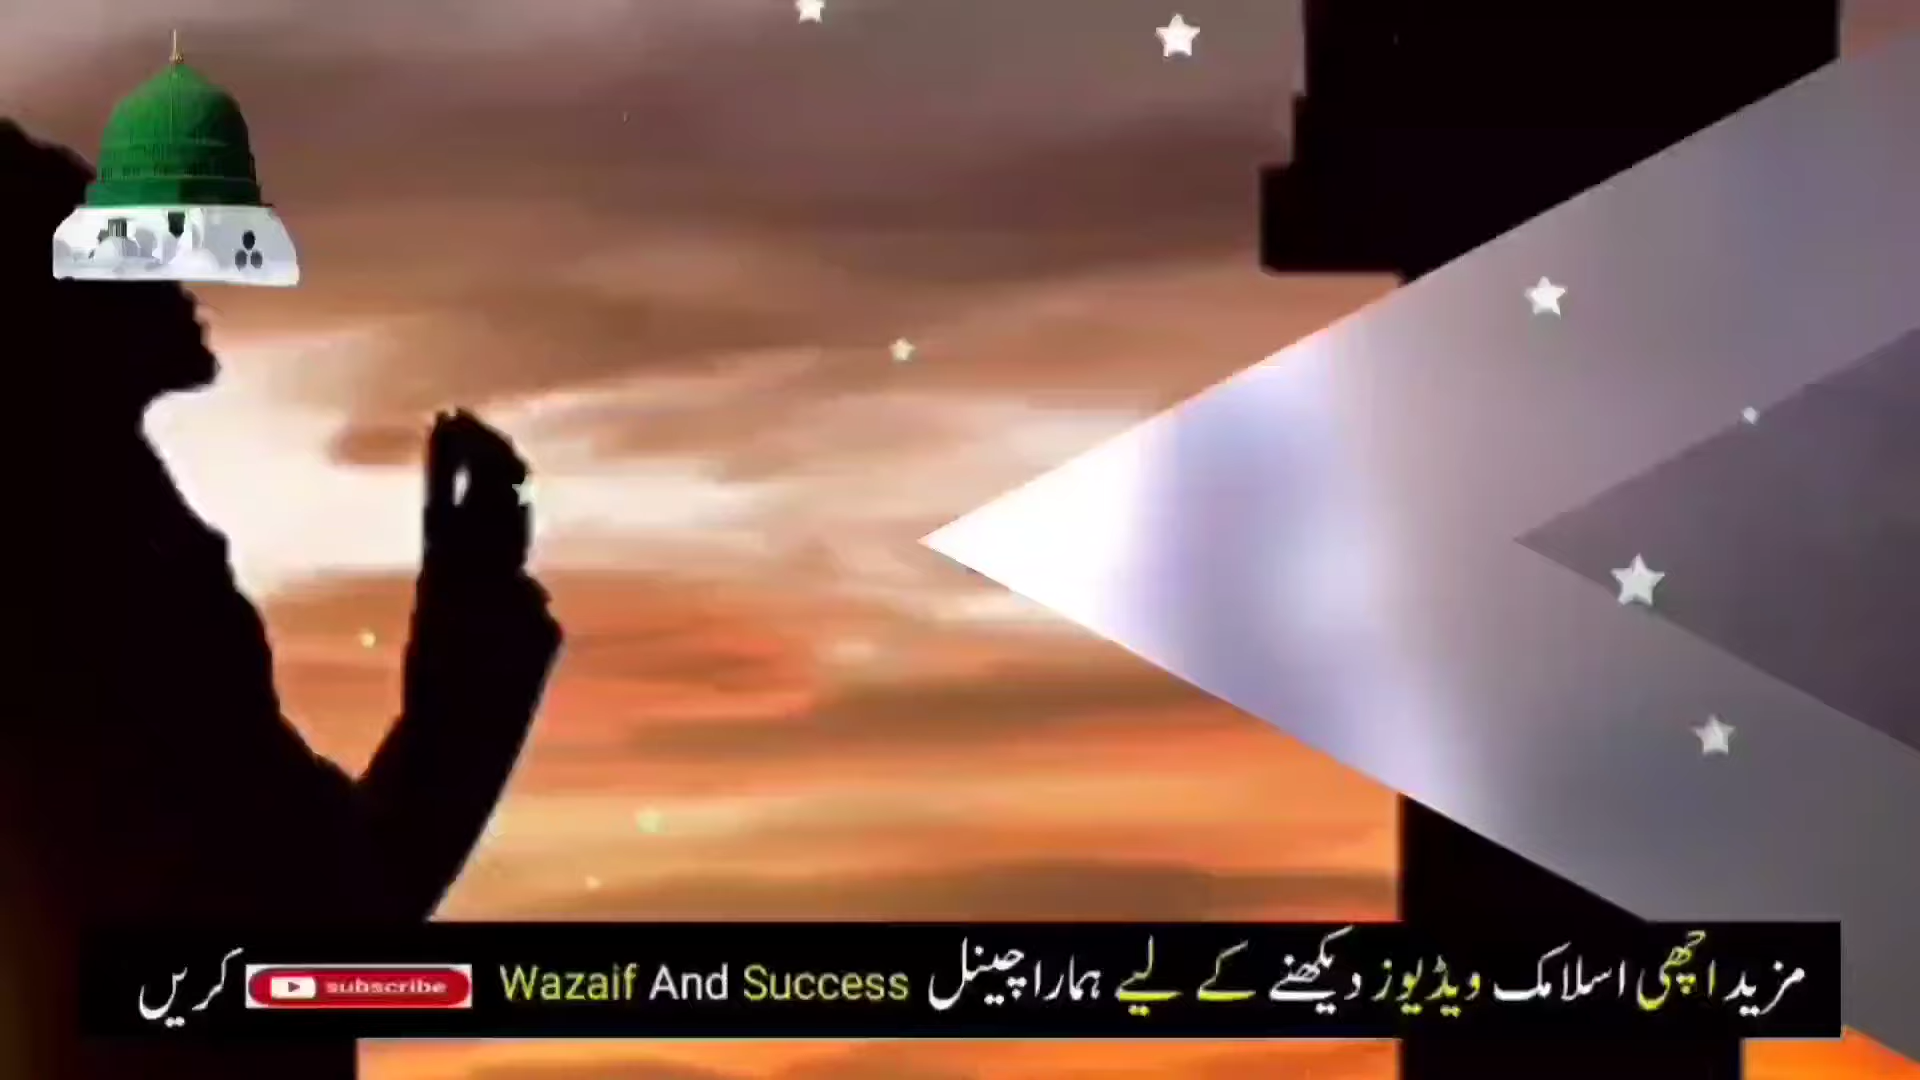 مزید اچھی اسلامک ویڈیوز دیکھنے کے لیے ہمارا چینل Wazaif And Success subscribe کریں